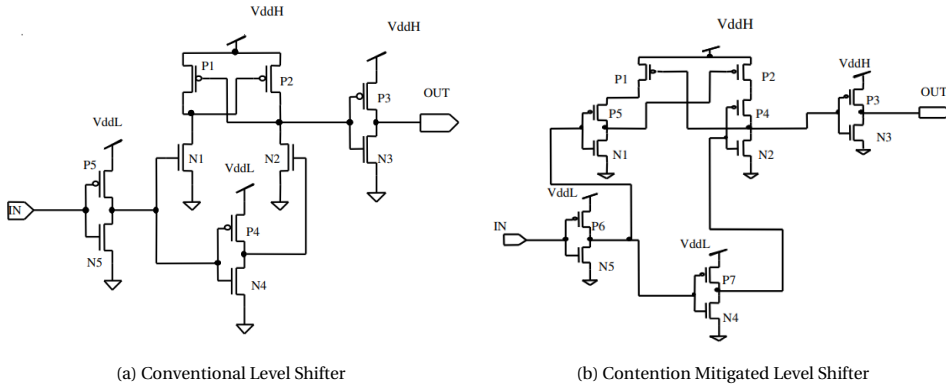 VddH
P1
P2
VddH
P3
OUT
VddL
P5
N1
N2
VddL
N3
IN
P4
N5
N4
(a) Conventional Level Shifter
VddH
P1
P2
VddH
P5
P4
P3
OUT
N1
N2
N3
VddL
IN
P6
N5
VddL
P7
N4
(b) Contention Mitigated Level Shifter